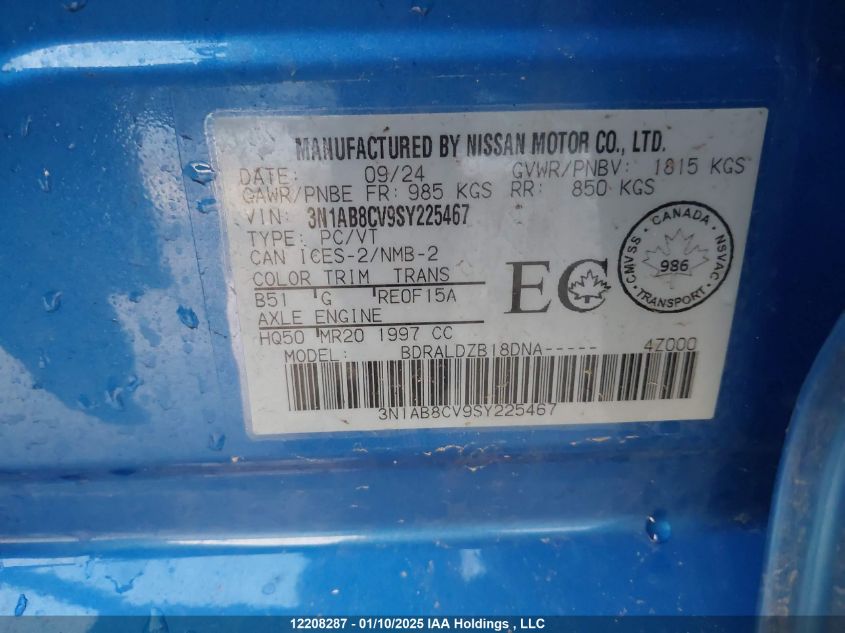 MANUFACTURED BY NISSAN MOTOR CO., LTD.
DATE: 09/24 GVWR/PNBV: 1815 KGS
GAWR/PNBE FR: 985 KGS RR: 850 KGS
VIN: 3N1AB8CV9SY225467
TYPE: PC/VT
CAN ICES-2/NMB-2
COLOR TRIM TRANS
B51 G RE0F15A
AXLE ENGINE
HQ50 MR20 1997 CC
MODEL: BDRALDZB18DNA----- 4Z000
3N1AB8CV9SY225467
EC
CANADA
CMVSS NSVAC
986
TRANSPORT
12208287 - 01/10/2025 IAA Holdings , LLC